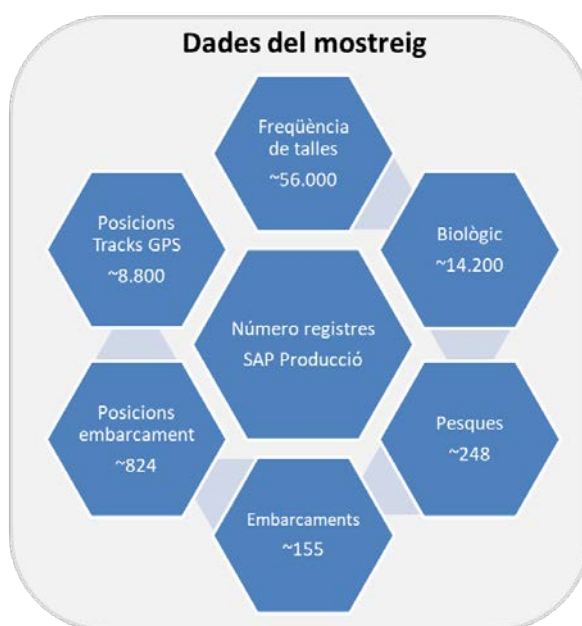 Dades del mostreig
Freqüència
de talles
~56.000
Posicions
Tracks GPS
~8.800
Biològic
~14.200
Número registres
SAP Producció
Posicions
embarcament
~824
Pesques
~248
Embarcaments
~155